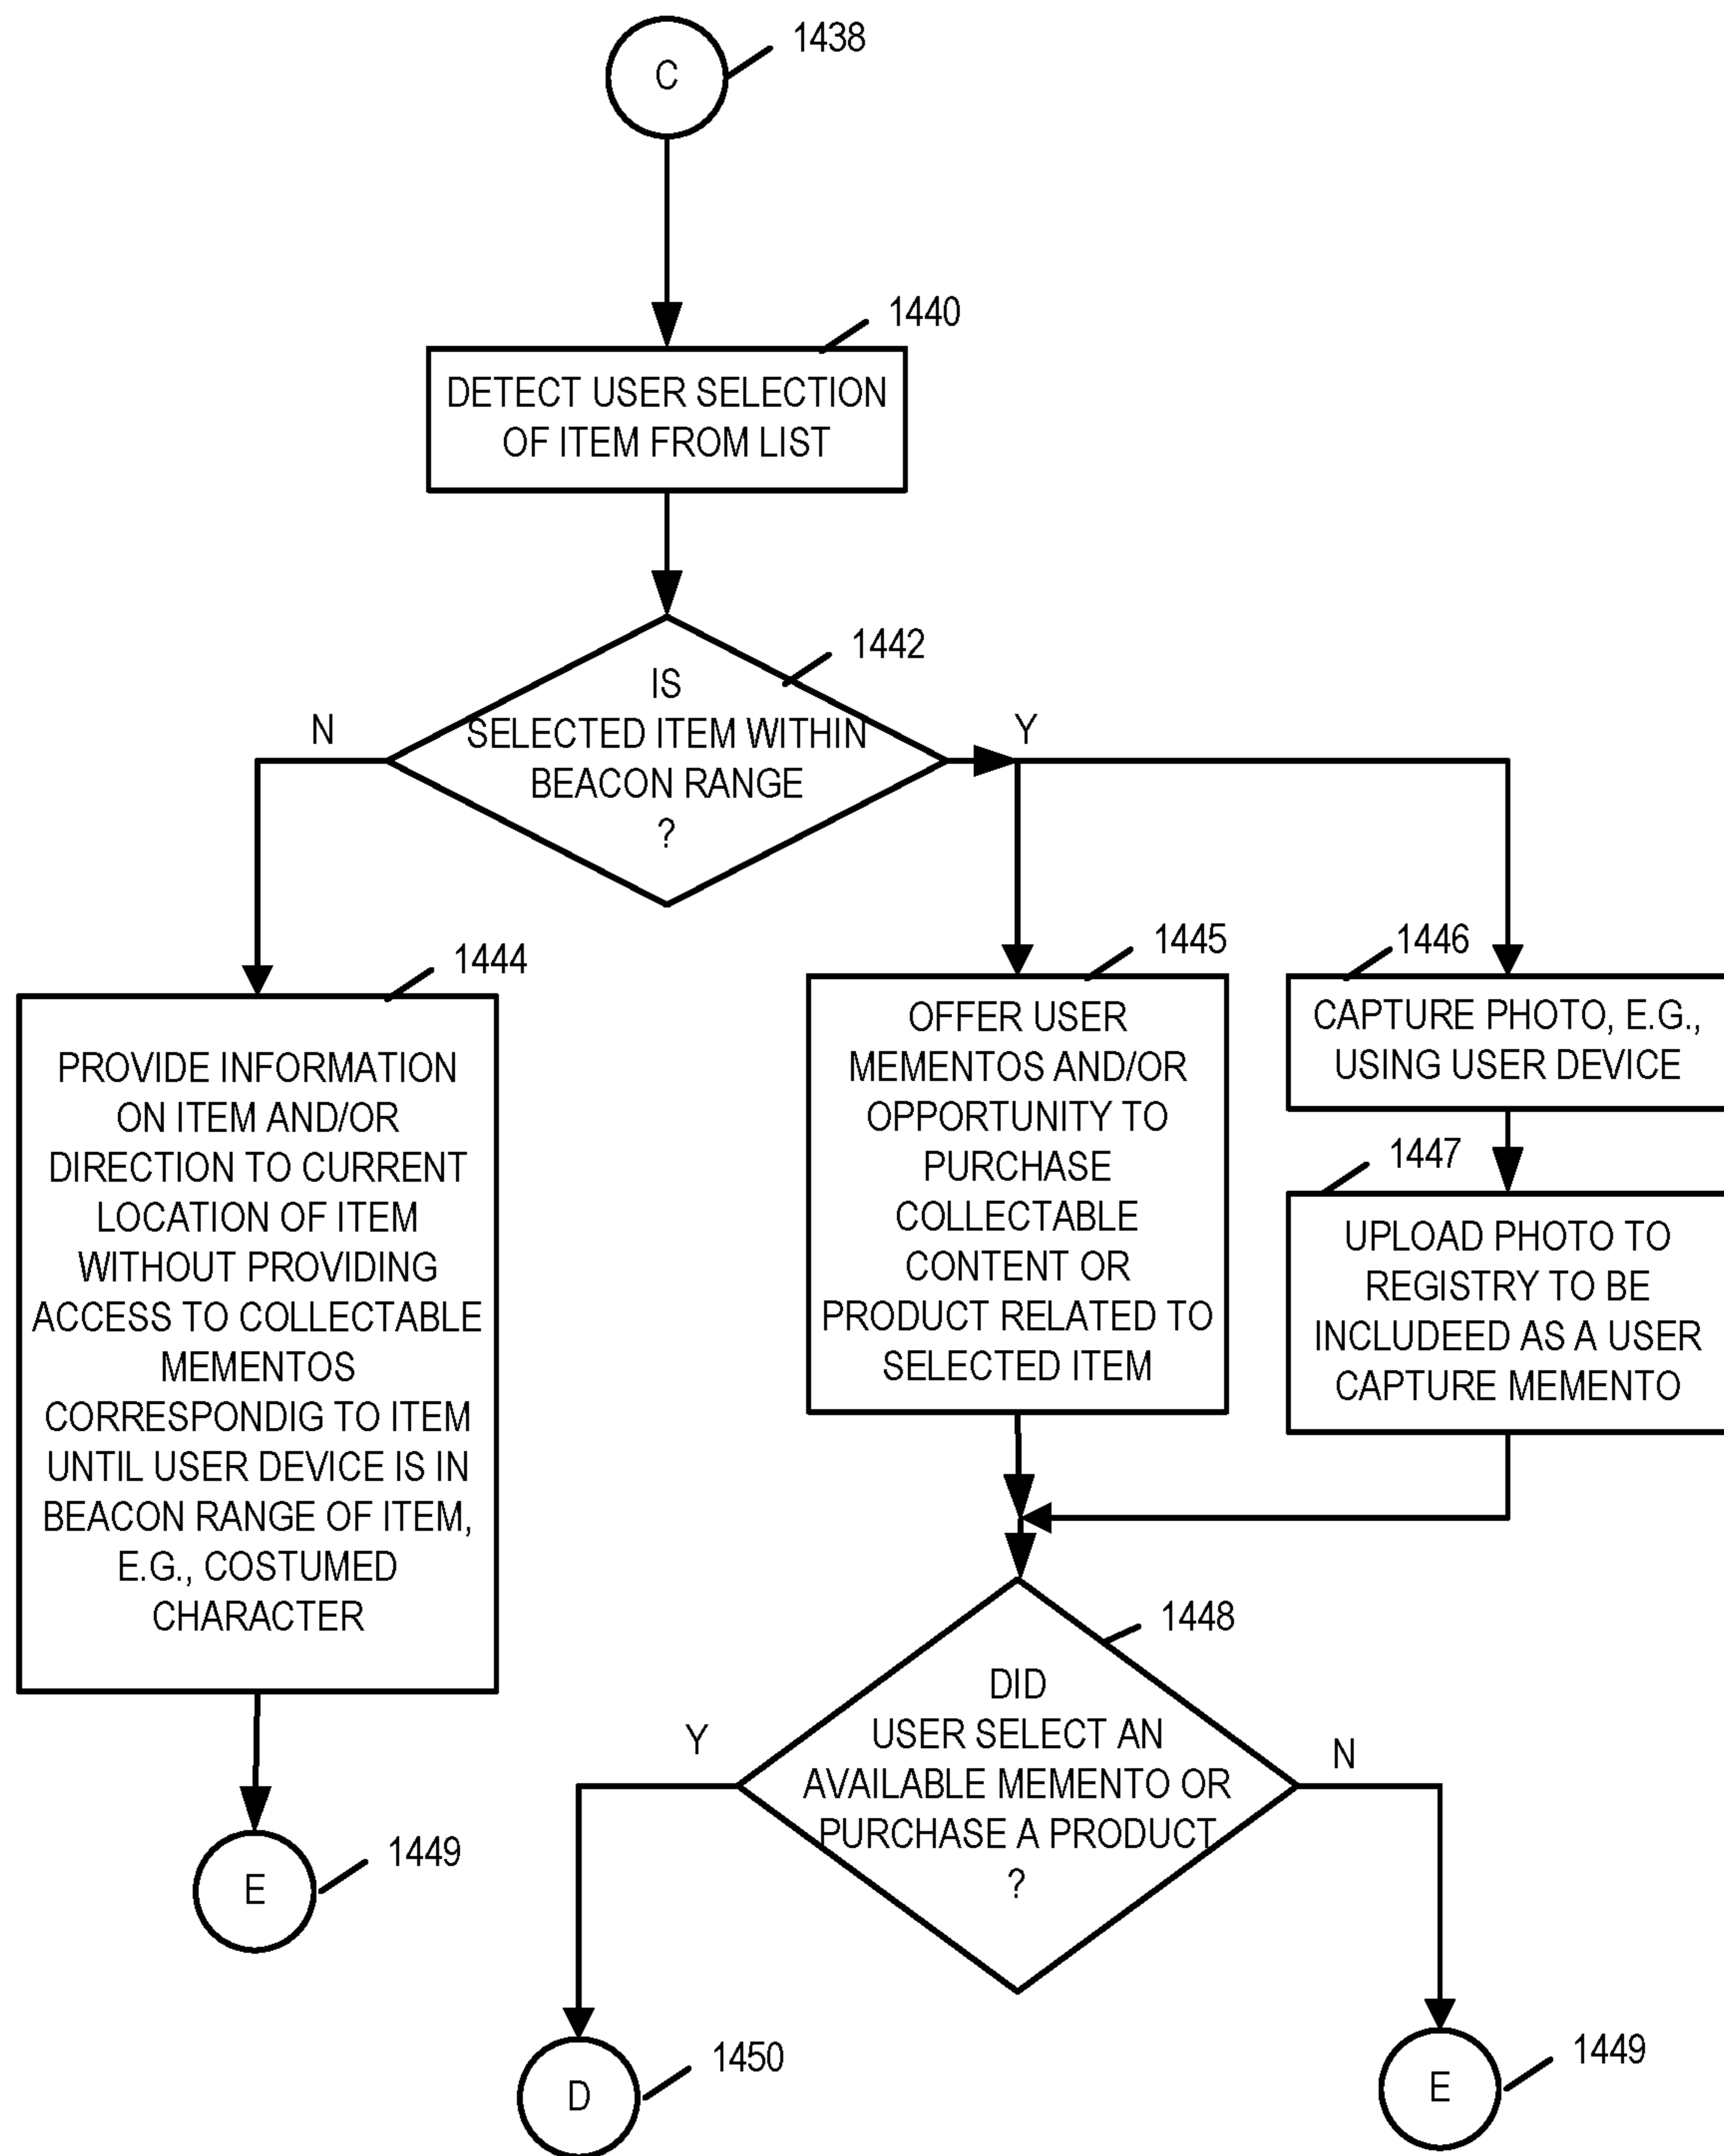 1438
C
1440
DETECT USER SELECTION
OF ITEM FROM LIST
1442
IS
SELECTED ITEM WITHIN
BEACON RANGE
?
N
Y
1444
PROVIDE INFORMATION
ON ITEM AND/OR
DIRECTION TO CURRENT
LOCATION OF ITEM
WITHOUT PROVIDING
ACCESS TO COLLECTABLE
MEMENTOS
CORRESPONDIG TO ITEM
UNTIL USER DEVICE IS IN
BEACON RANGE OF ITEM,
E.G., COSTUMED
CHARACTER
1445
OFFER USER
MEMENTOS AND/OR
OPPORTUNITY TO
PURCHASE
COLLECTABLE
CONTENT OR
PRODUCT RELATED TO
SELECTED ITEM
1446
CAPTURE PHOTO, E.G.,
USING USER DEVICE
1447
UPLOAD PHOTO TO
REGISTRY TO BE
INCLUDEED AS A USER
CAPTURE MEMENTO
1448
DID
USER SELECT AN
AVAILABLE MEMENTO OR
PURCHASE A PRODUCT
?
Y
N
1449
E
1450
D
1449
E